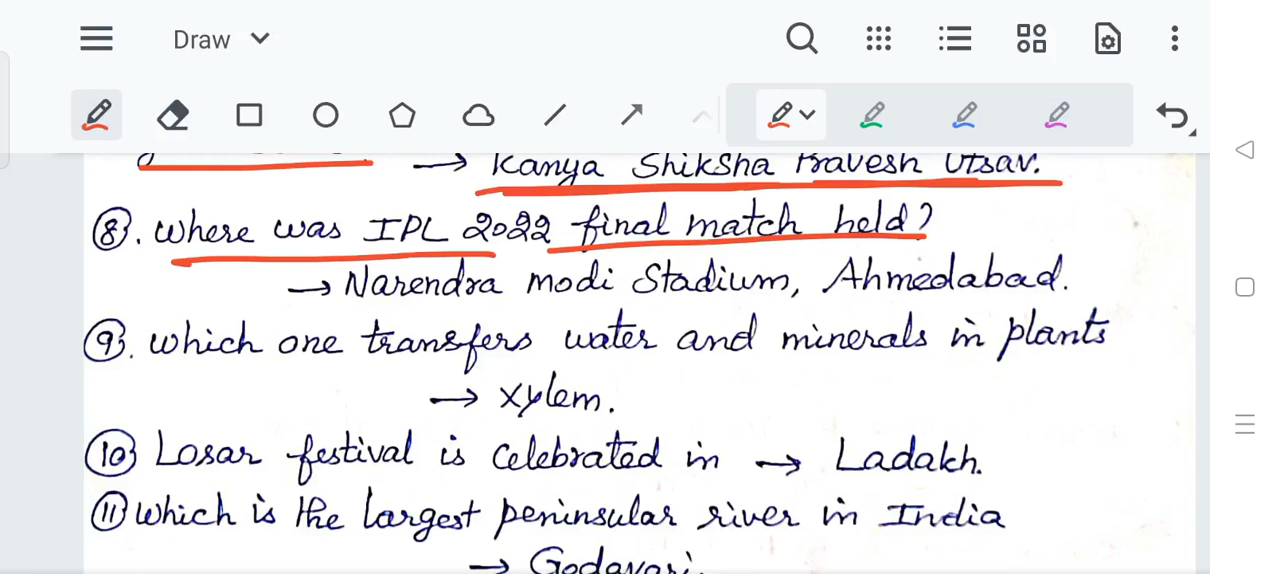 Draw
→ Kanya Shiksha Pravesh Utsav.
⑧. Where was IPL 2022 final match held?
→ Narendra Modi Stadium, Ahmedabad.
⑨. Which one transfers water and minerals in plants
→ Xylem.
⑩ Losar festival is celebrated in → Ladakh.
⑪ Which is the largest peninsular river in India
→ Godavari.